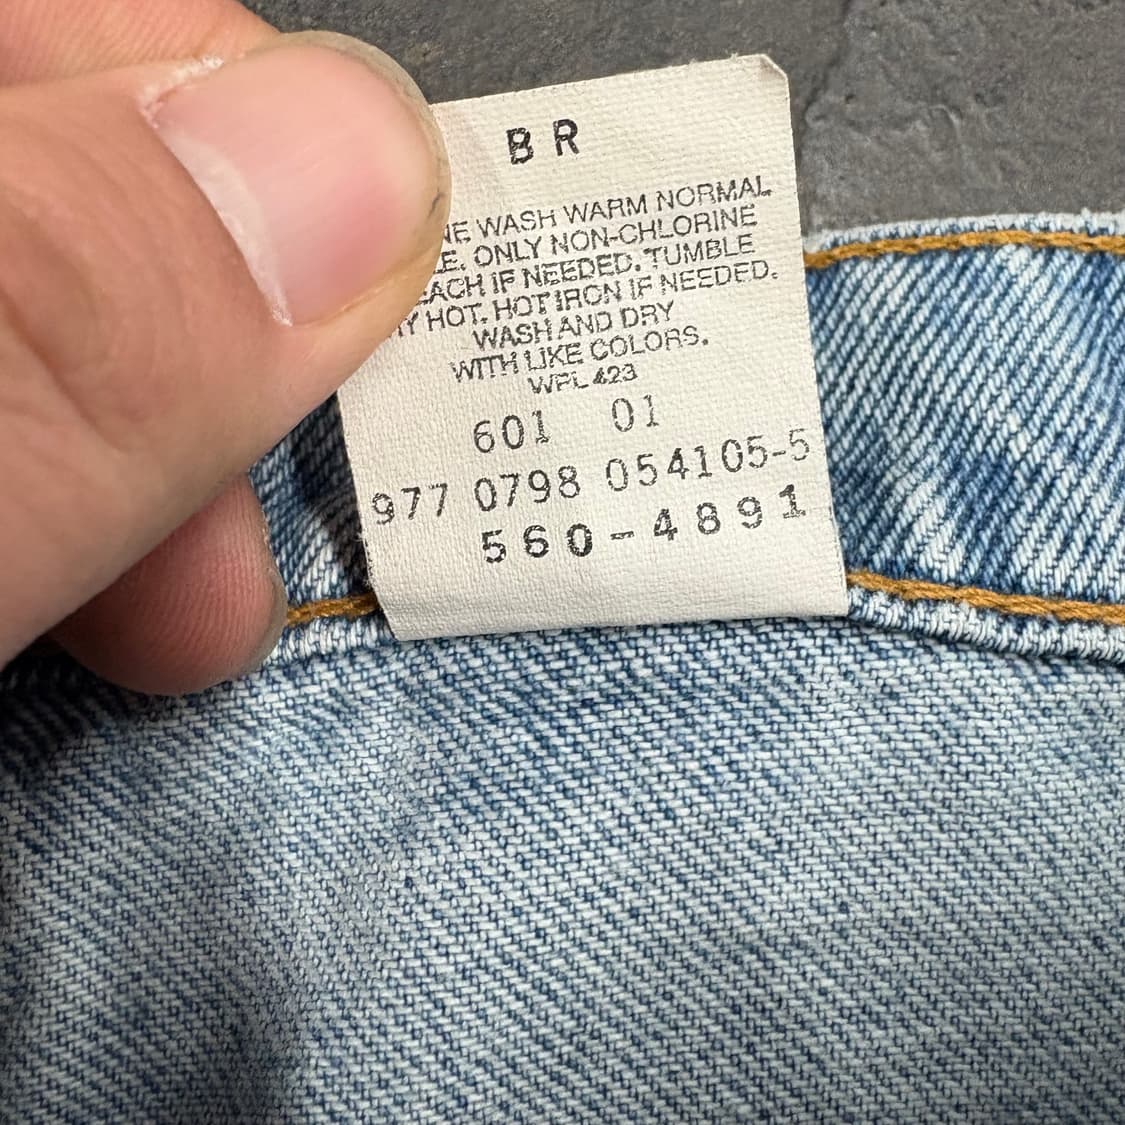 BR
NE WASH WARM NORMAL
E. ONLY NON-CHLORINE
EACH IF NEEDED. TUMBLE
Y HOT. HOT IRON IF NEEDED.
WASH AND DRY
WITH LIKE COLORS.
WPL 423
601 01
977 0798 054105-5
560-4891